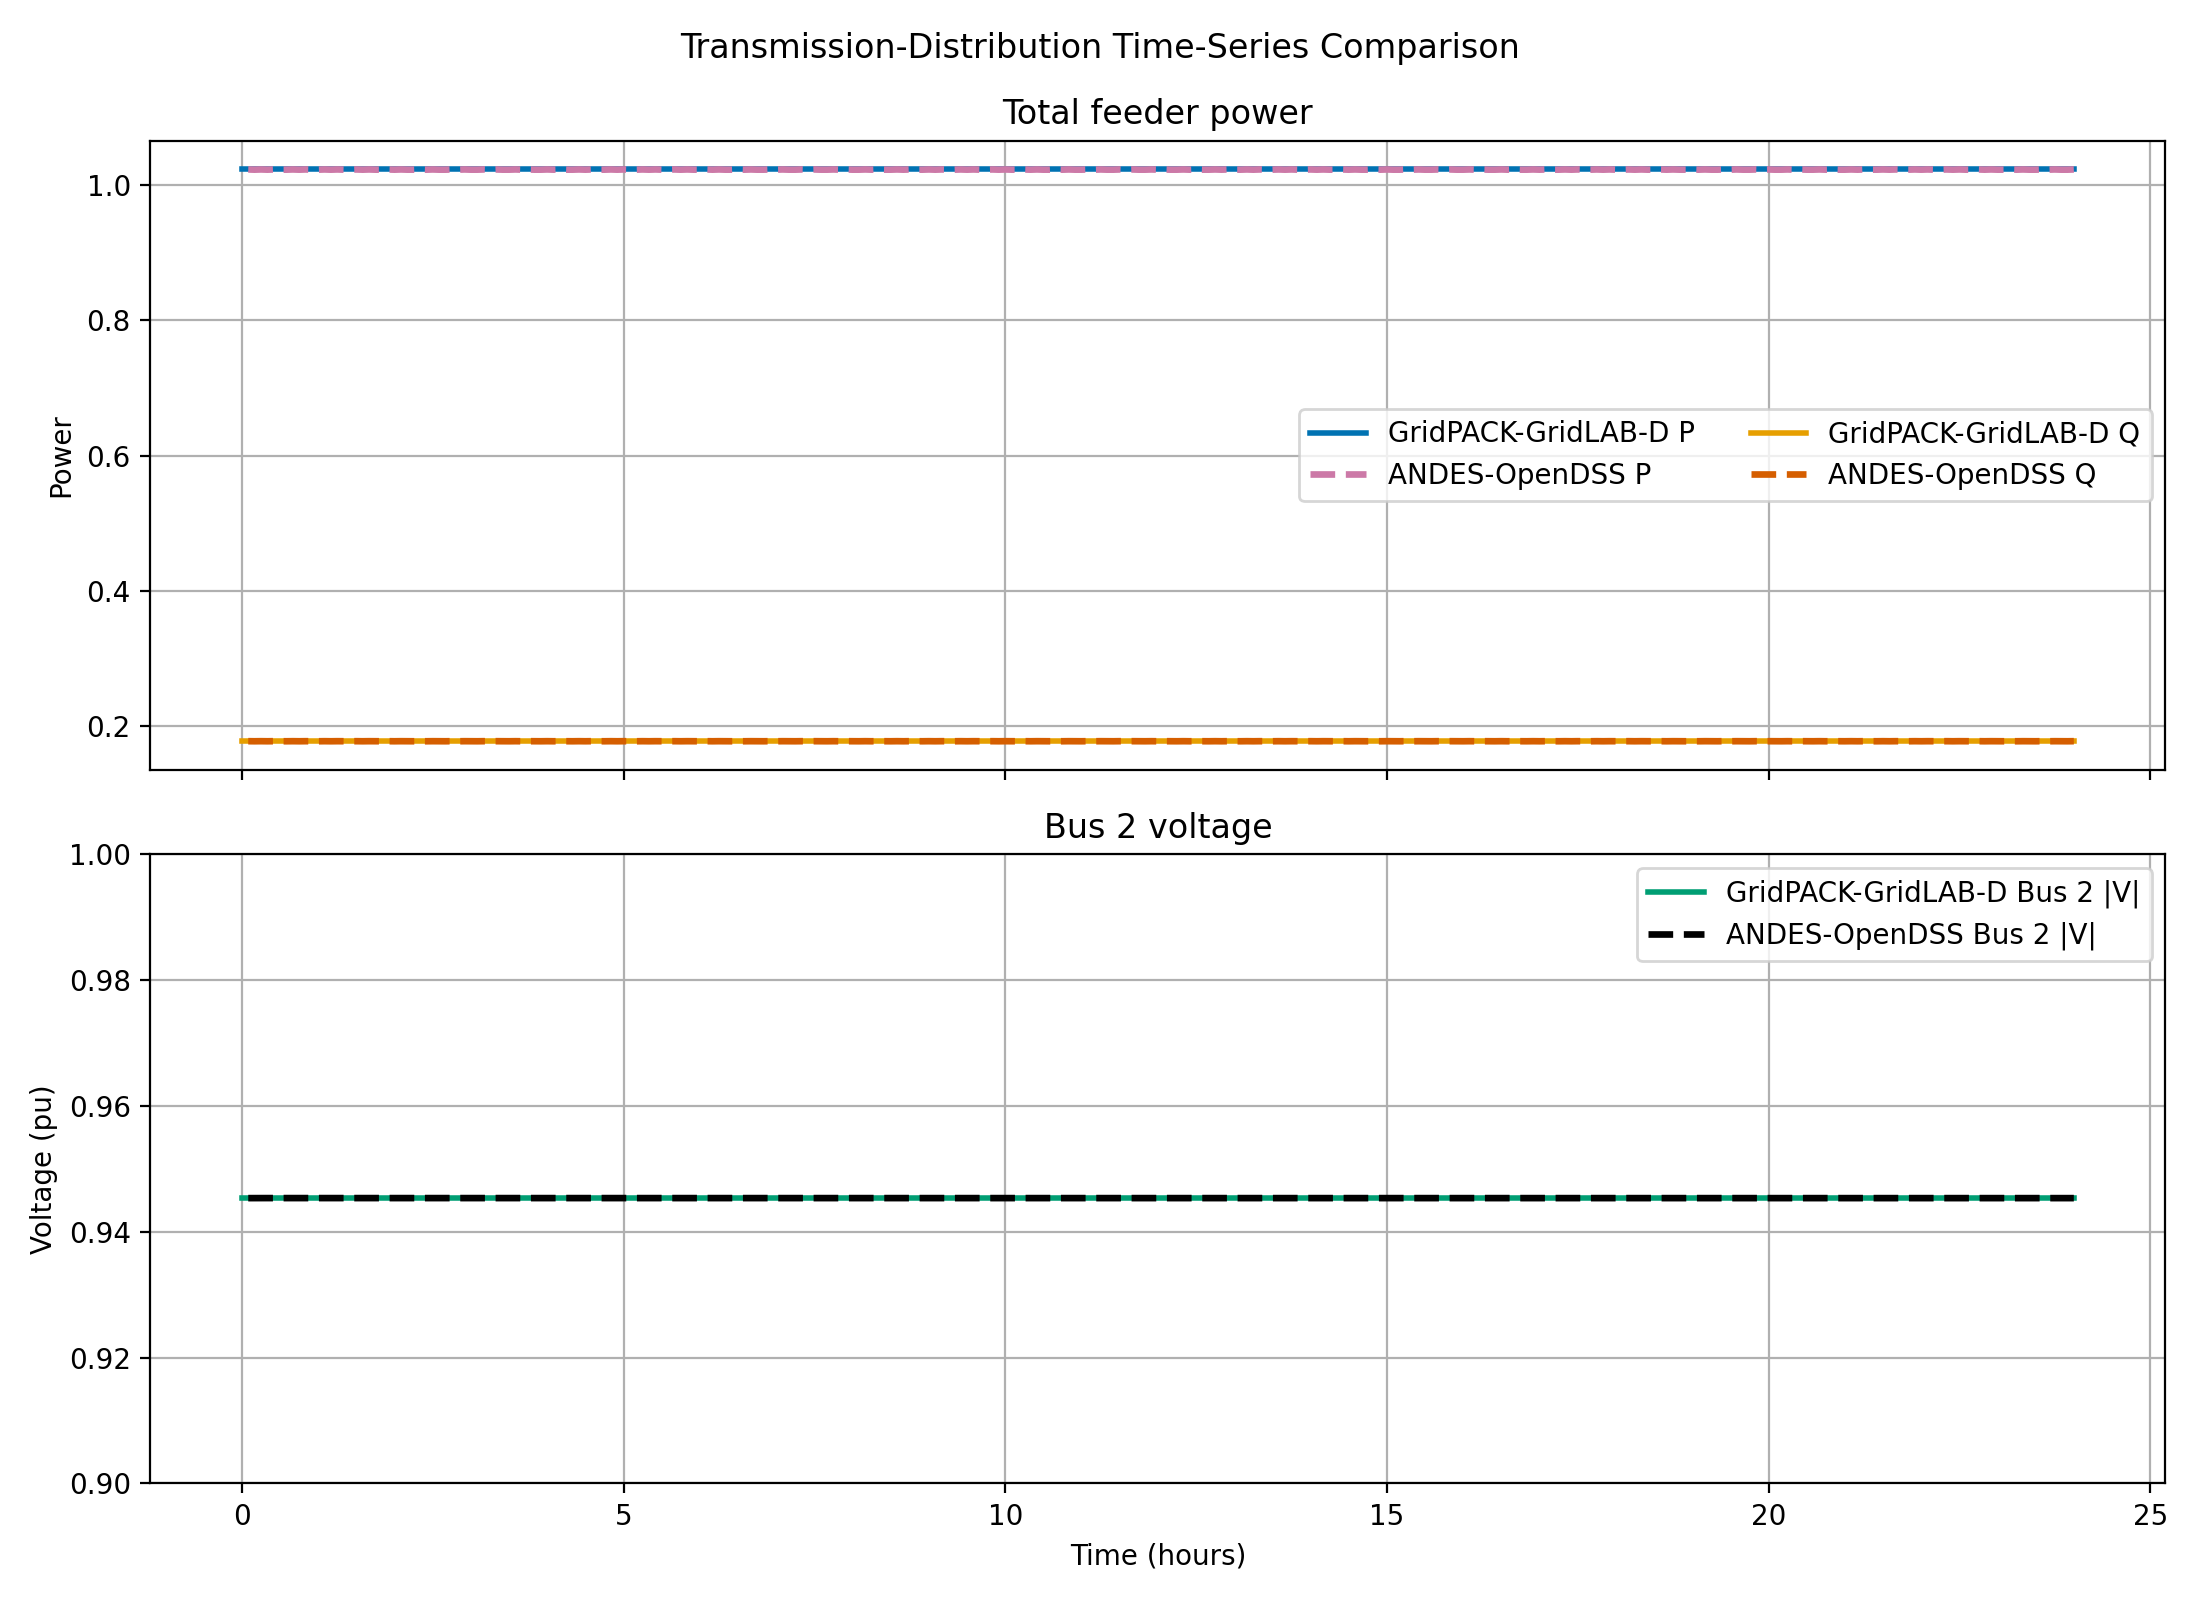 Transmission-Distribution Time-Series Comparison
Total feeder power
1.0
0.8
0.6
0.4
0.2
Power
GridPACK-GridLAB-D P
GridPACK-GridLAB-D Q
ANDES-OpenDSS P
ANDES-OpenDSS Q
Bus 2 voltage
1.00
0.98
0.96
0.94
0.92
0.90
Voltage (pu)
GridPACK-GridLAB-D Bus 2 |V|
ANDES-OpenDSS Bus 2 |V|
0 5 10 15 20 25
Time (hours)